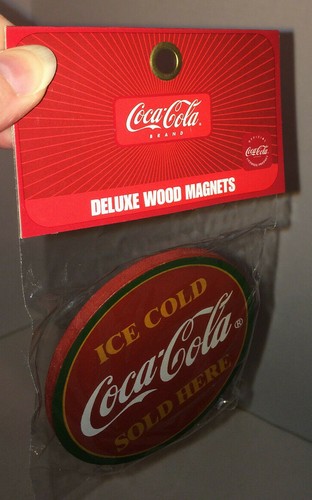 Coca-Cola
BRAND
Coca-Cola
DELUXE WOOD MAGNETS
ICE COLD
Coca-Cola®
SOLD HERE